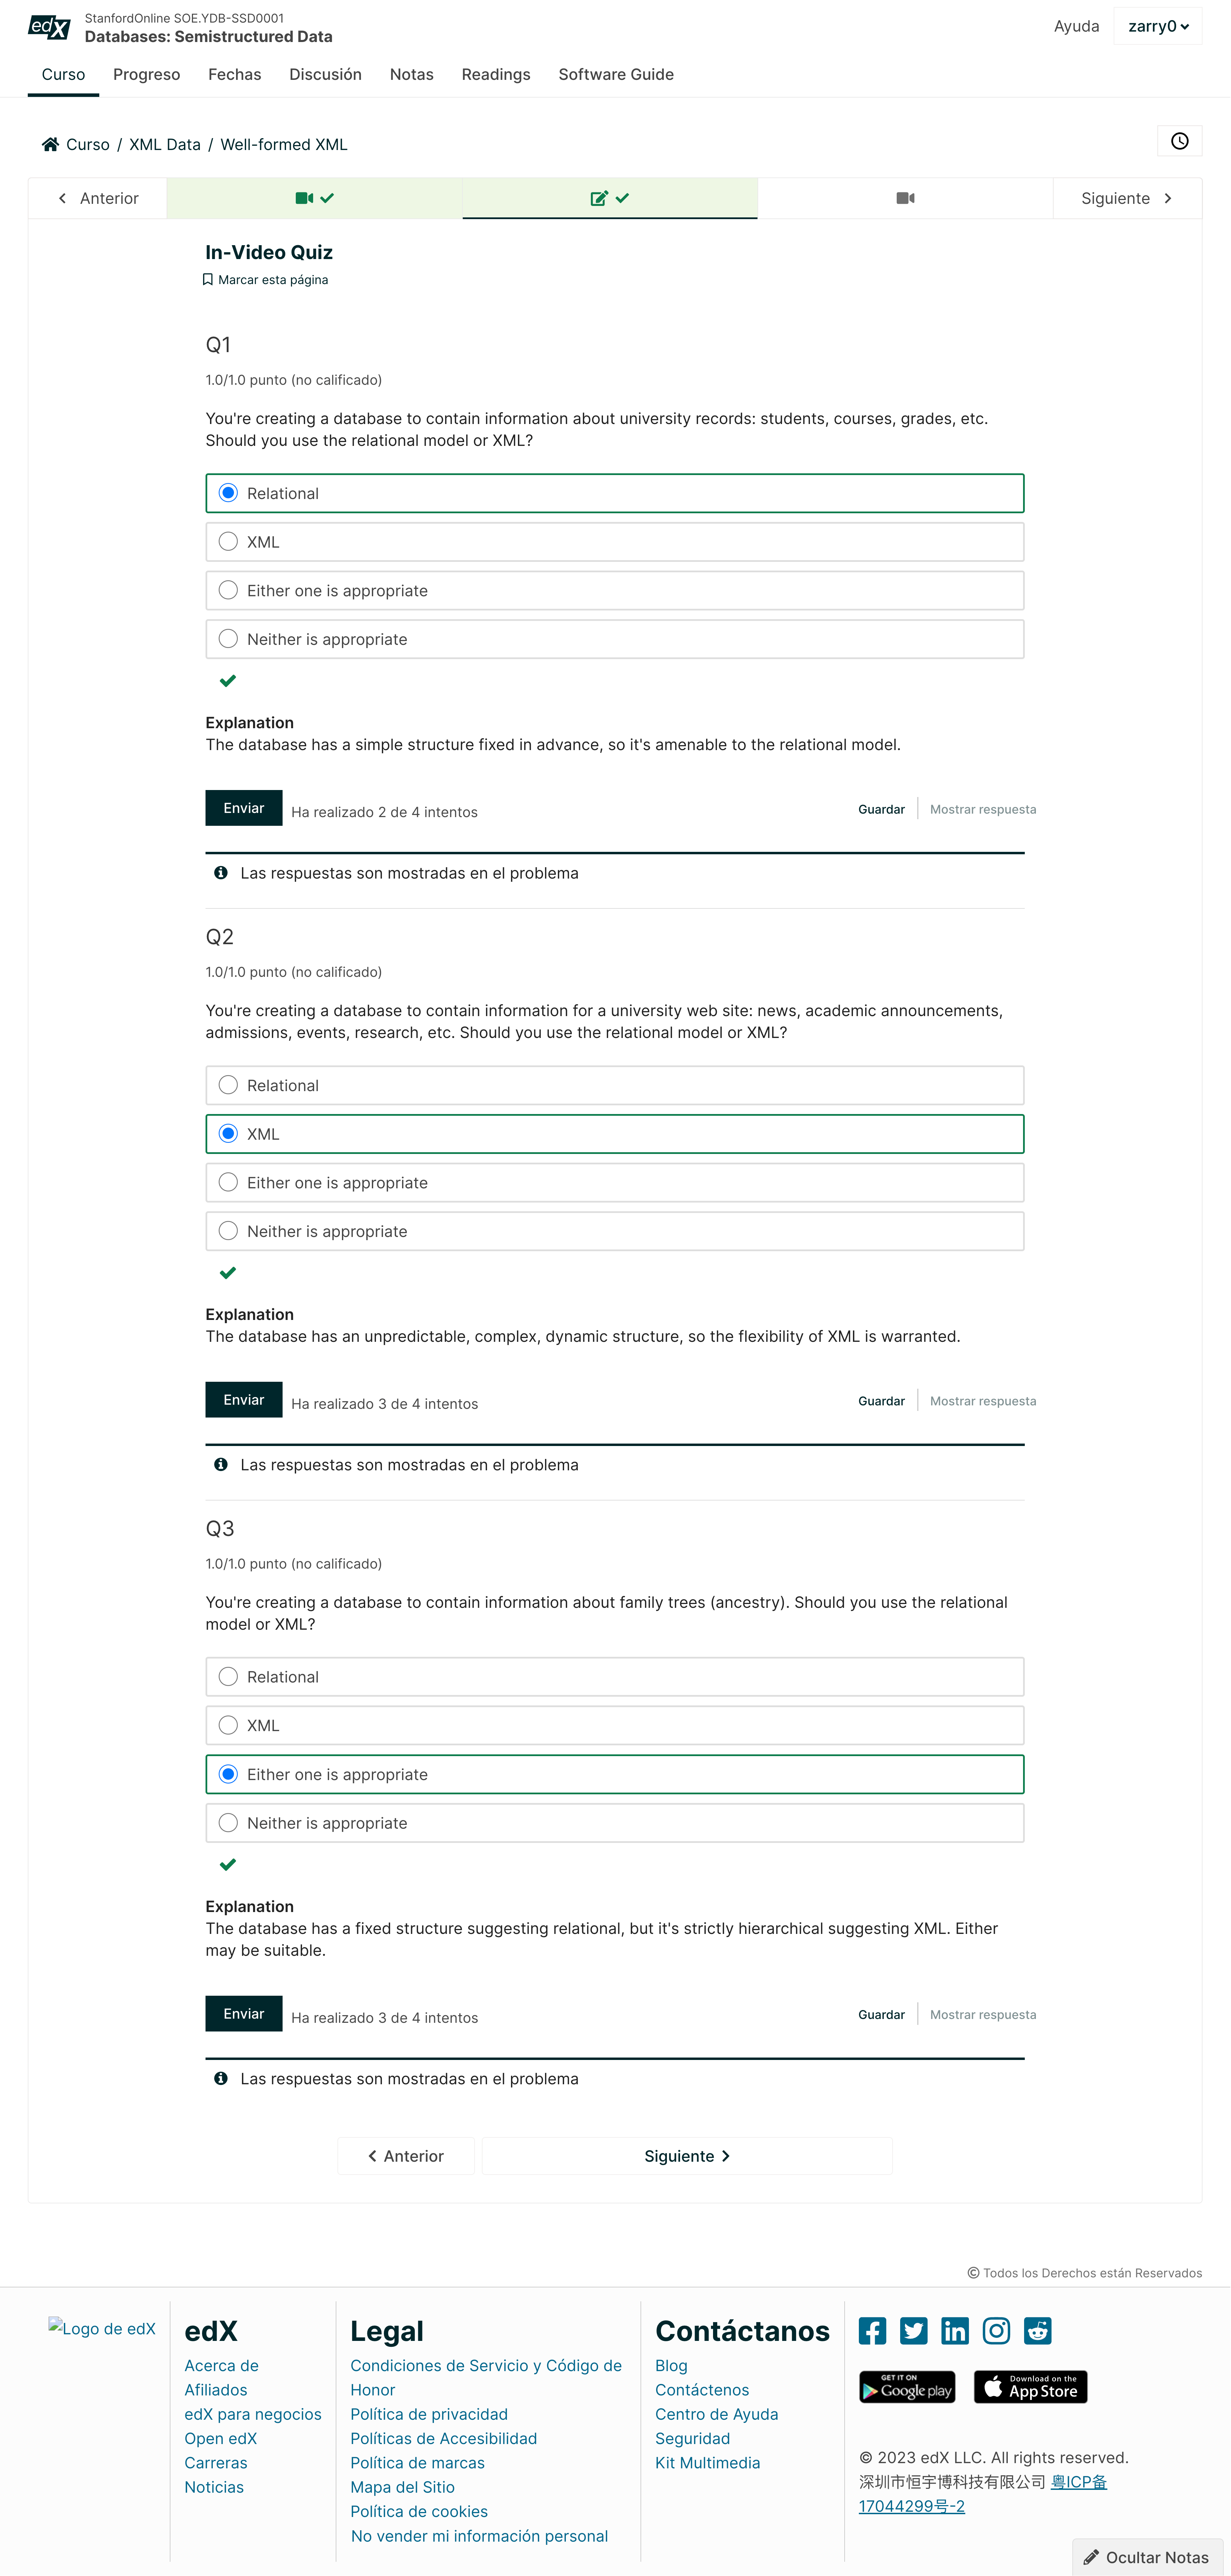 edX
StanfordOnline SOE.YDB-SSD0001
Databases: Semistructured Data
Ayuda
zarry0
Curso
Progreso
Fechas
Discusión
Notas
Readings
Software Guide
Curso / XML Data / Well-formed XML
Anterior
Siguiente
In-Video Quiz
Marcar esta página
Q1
1.0/1.0 punto (no calificado)
You're creating a database to contain information about university records: students, courses, grades, etc.
Should you use the relational model or XML?
Relational
XML
Either one is appropriate
Neither is appropriate
Explanation
The database has a simple structure fixed in advance, so it's amenable to the relational model.
Enviar
Ha realizado 2 de 4 intentos
Guardar
Mostrar respuesta
Las respuestas son mostradas en el problema
Q2
1.0/1.0 punto (no calificado)
You're creating a database to contain information for a university web site: news, academic announcements,
admissions, events, research, etc. Should you use the relational model or XML?
Relational
XML
Either one is appropriate
Neither is appropriate
Explanation
The database has an unpredictable, complex, dynamic structure, so the flexibility of XML is warranted.
Enviar
Ha realizado 3 de 4 intentos
Guardar
Mostrar respuesta
Las respuestas son mostradas en el problema
Q3
1.0/1.0 punto (no calificado)
You're creating a database to contain information about family trees (ancestry). Should you use the relational
model or XML?
Relational
XML
Either one is appropriate
Neither is appropriate
Explanation
The database has a fixed structure suggesting relational, but it's strictly hierarchical suggesting XML. Either
may be suitable.
Enviar
Ha realizado 3 de 4 intentos
Guardar
Mostrar respuesta
Las respuestas son mostradas en el problema
Anterior
Siguiente
© Todos los Derechos están Reservados
Logo de edX
edX
Acerca de
Afiliados
edX para negocios
Open edX
Carreras
Noticias
Legal
Condiciones de Servicio y Código de
Honor
Política de privacidad
Políticas de Accesibilidad
Política de marcas
Mapa del Sitio
Política de cookies
No vender mi información personal
Contáctanos
Blog
Contáctenos
Centro de Ayuda
Seguridad
Kit Multimedia
GET IT ON
Google play
Download on the
App Store
© 2023 edX LLC. All rights reserved.
深圳市恒宇博科技有限公司 粤ICP备
17044299号-2
Ocultar Notas